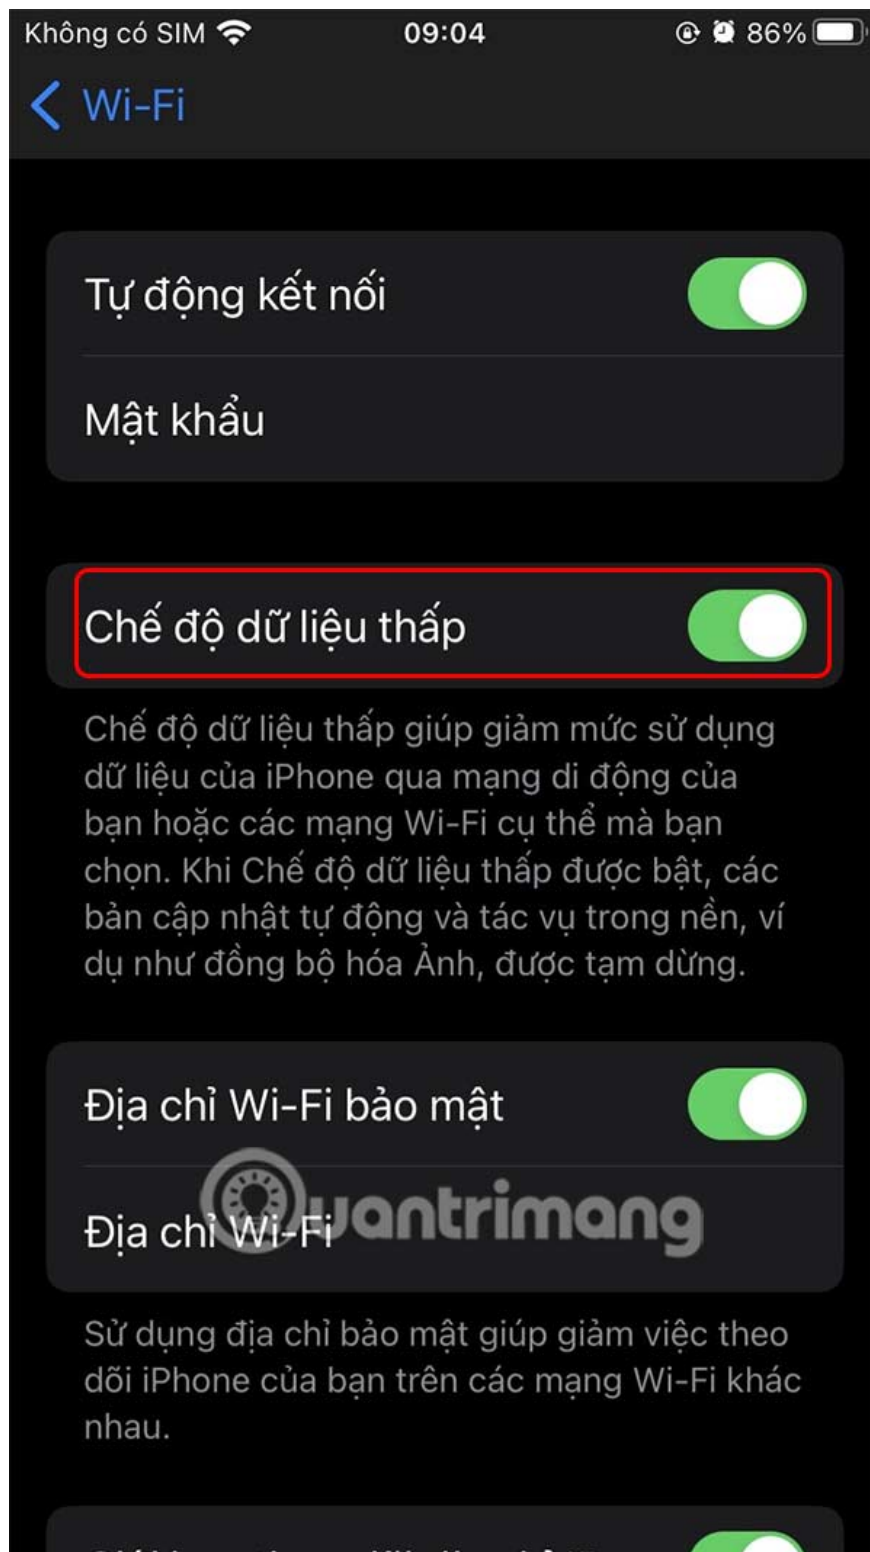 Không có SIM 09:04 86%
Wi-Fi
Tự động kết nối
Mật khẩu
Chế độ dữ liệu thấp
Chế độ dữ liệu thấp giúp giảm mức sử dụng
dữ liệu của iPhone qua mạng di động của
bạn hoặc các mạng Wi-Fi cụ thể mà bạn
chọn. Khi Chế độ dữ liệu thấp được bật, các
bản cập nhật tự động và tác vụ trong nền, ví
dụ như đồng bộ hóa Ảnh, được tạm dừng.
Địa chỉ Wi-Fi bảo mật
Quantrimang
Địa chỉ Wi-Fi
Sử dụng địa chỉ bảo mật giúp giảm việc theo
dõi iPhone của bạn trên các mạng Wi-Fi khác
nhau.